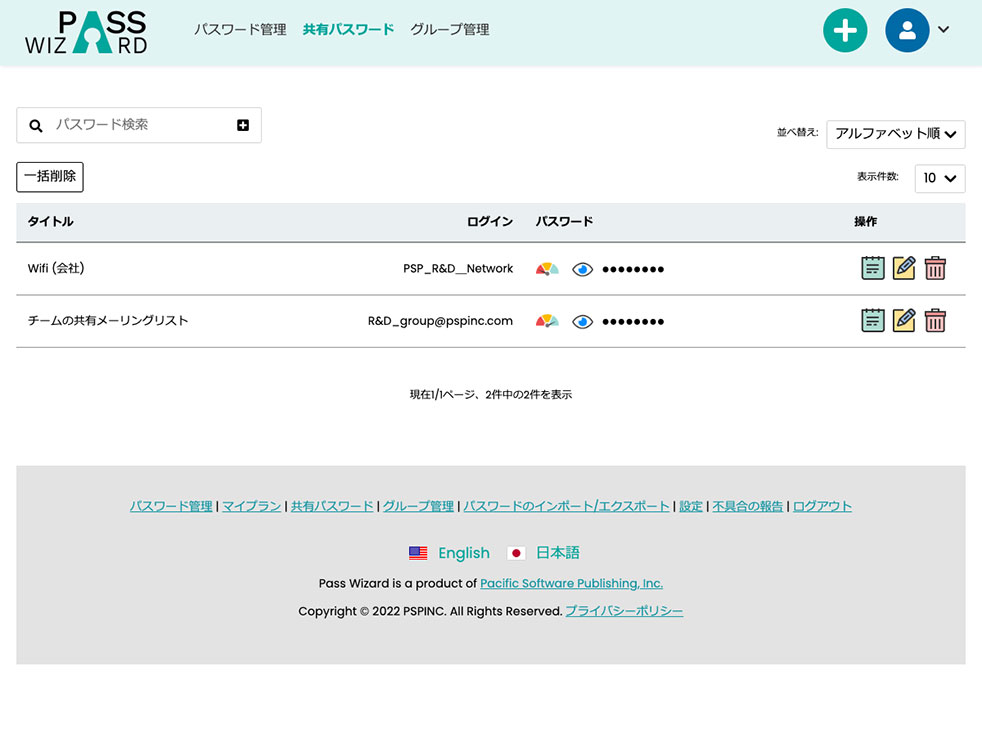 PASS WIZARD
パスワード管理 共有パスワード グループ管理
パスワード検索
並べ替え: アルファベット順
一括削除
表示件数: 10
タイトル ログイン パスワード 操作
Wifi (会社) PSP_R&D__Network ●●●●●●●●
チームの共有メーリングリスト R&D_group@pspinc.com ●●●●●●●●
現在1/1ページ、2件中の2件を表示
パスワード管理 | マイプラン | 共有パスワード | グループ管理 | パスワードのインポート/エクスポート | 設定 | 不具合の報告 | ログアウト
English 日本語
Pass Wizard is a product of Pacific Software Publishing, Inc.
Copyright © 2022 PSPINC. All Rights Reserved. プライバシーポリシー